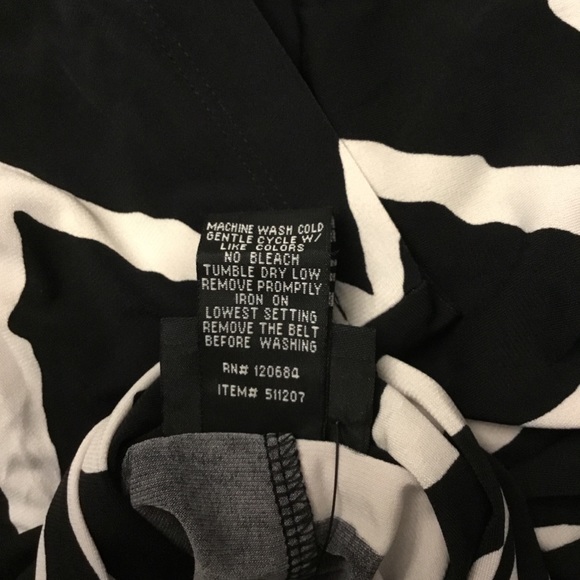 MACHINE WASH COLD
GENTLE CYCLE W/
LIKE COLORS
NO BLEACH
TUMBLE DRY LOW
REMOVE PROMPTLY
IRON ON
LOWEST SETTING
REMOVE THE BELT
BEFORE WASHING
RN# 120684
ITEM# 511207